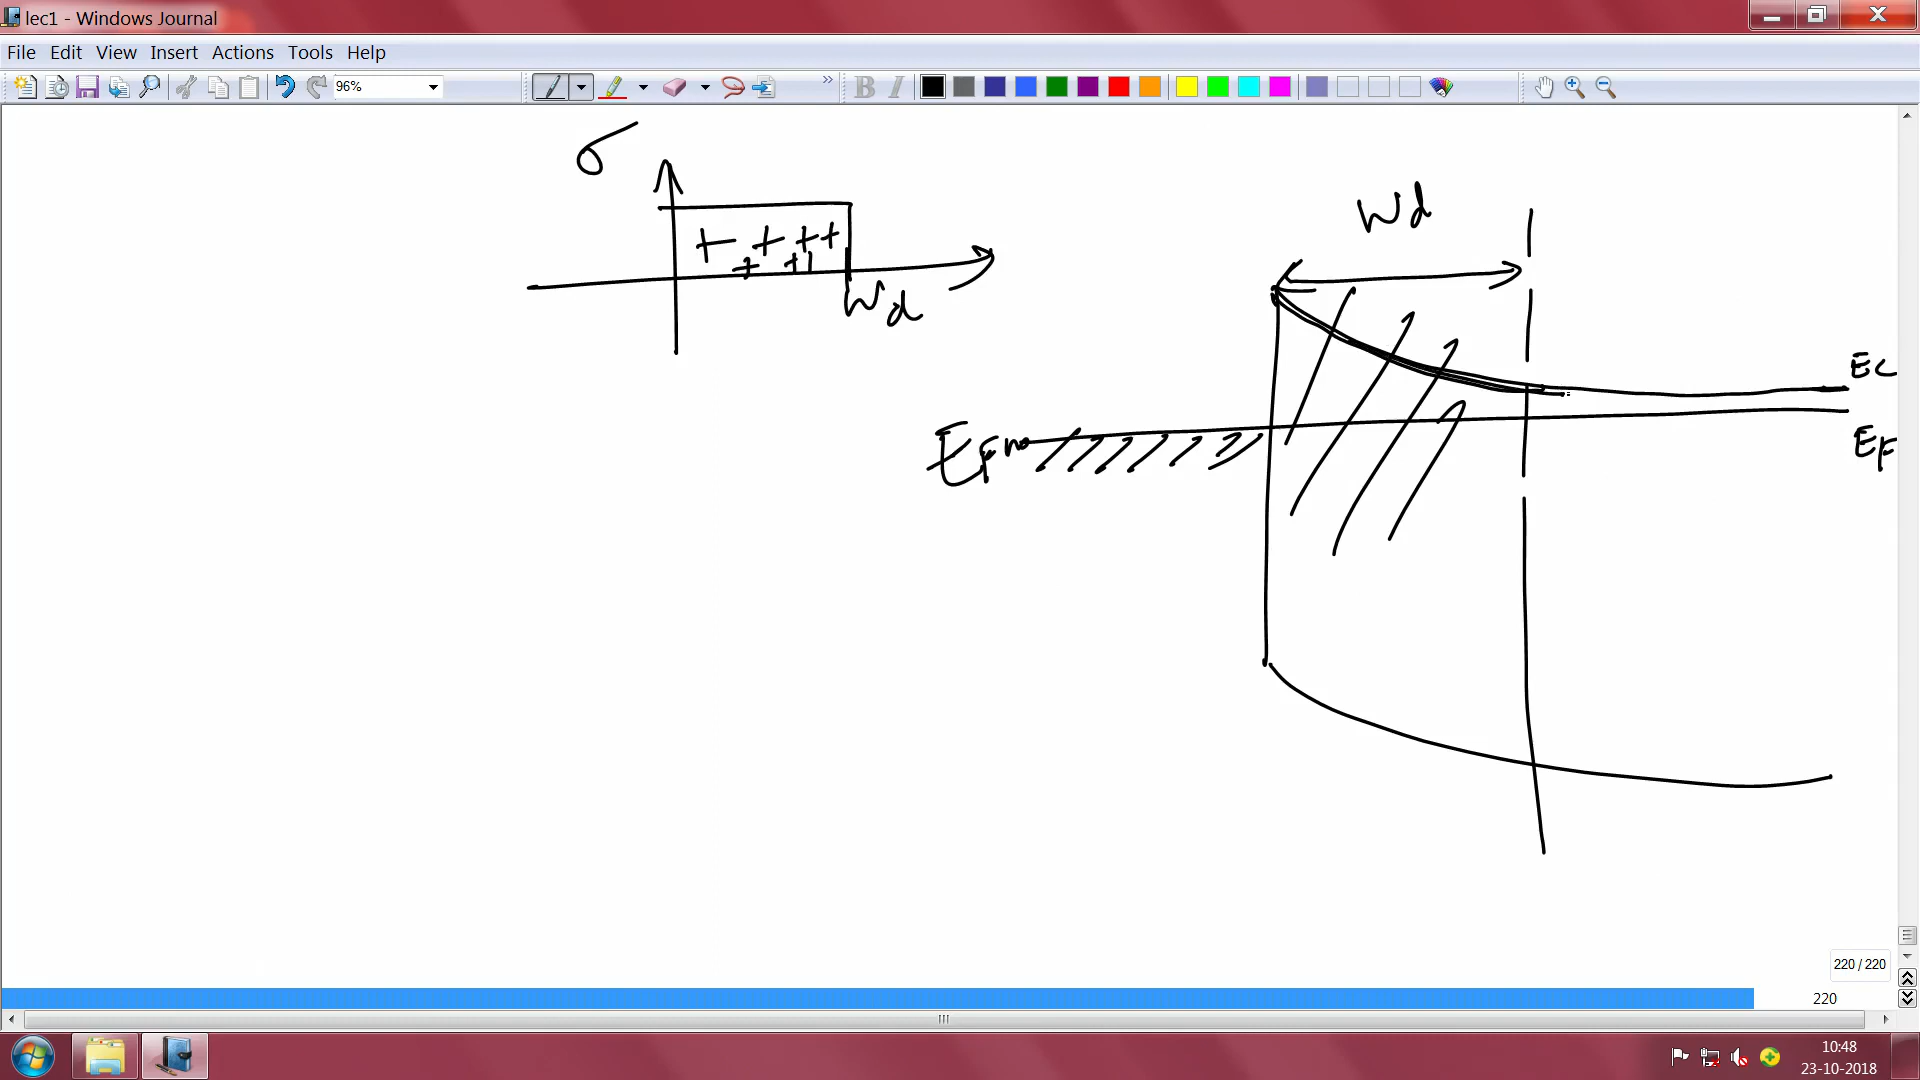 lec1 - Windows Journal
File Edit View Insert Actions Tools Help
96%
B I
σ
+ + + +
+ + |
Wd
Wd
EC
EFm
EF
220 / 220
220
10:48
23-10-2018